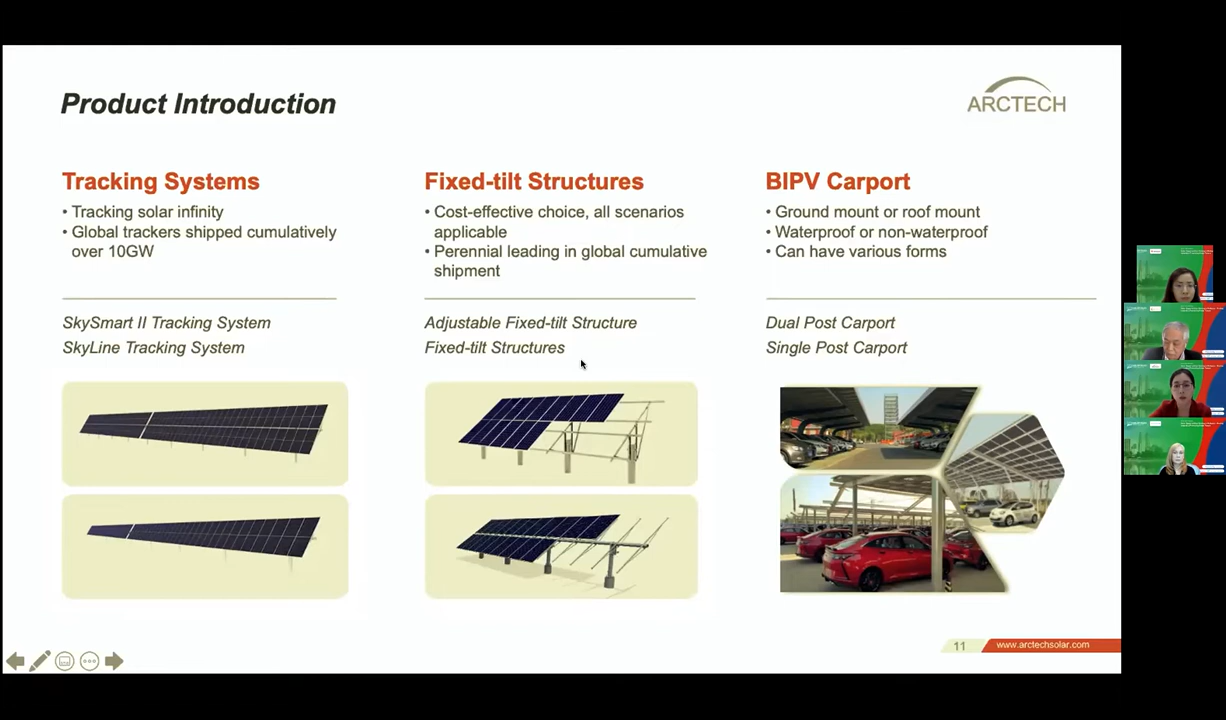 Product Introduction
ARCTECH
Tracking Systems
• Tracking solar infinity
• Global trackers shipped cumulatively
over 10GW
SkySmart II Tracking System
SkyLine Tracking System
Fixed-tilt Structures
• Cost-effective choice, all scenarios
applicable
• Perennial leading in global cumulative
shipment
Adjustable Fixed-tilt Structure
Fixed-tilt Structures
BIPV Carport
• Ground mount or roof mount
• Waterproof or non-waterproof
• Can have various forms
Dual Post Carport
Single Post Carport
11
www.arctechsolar.com